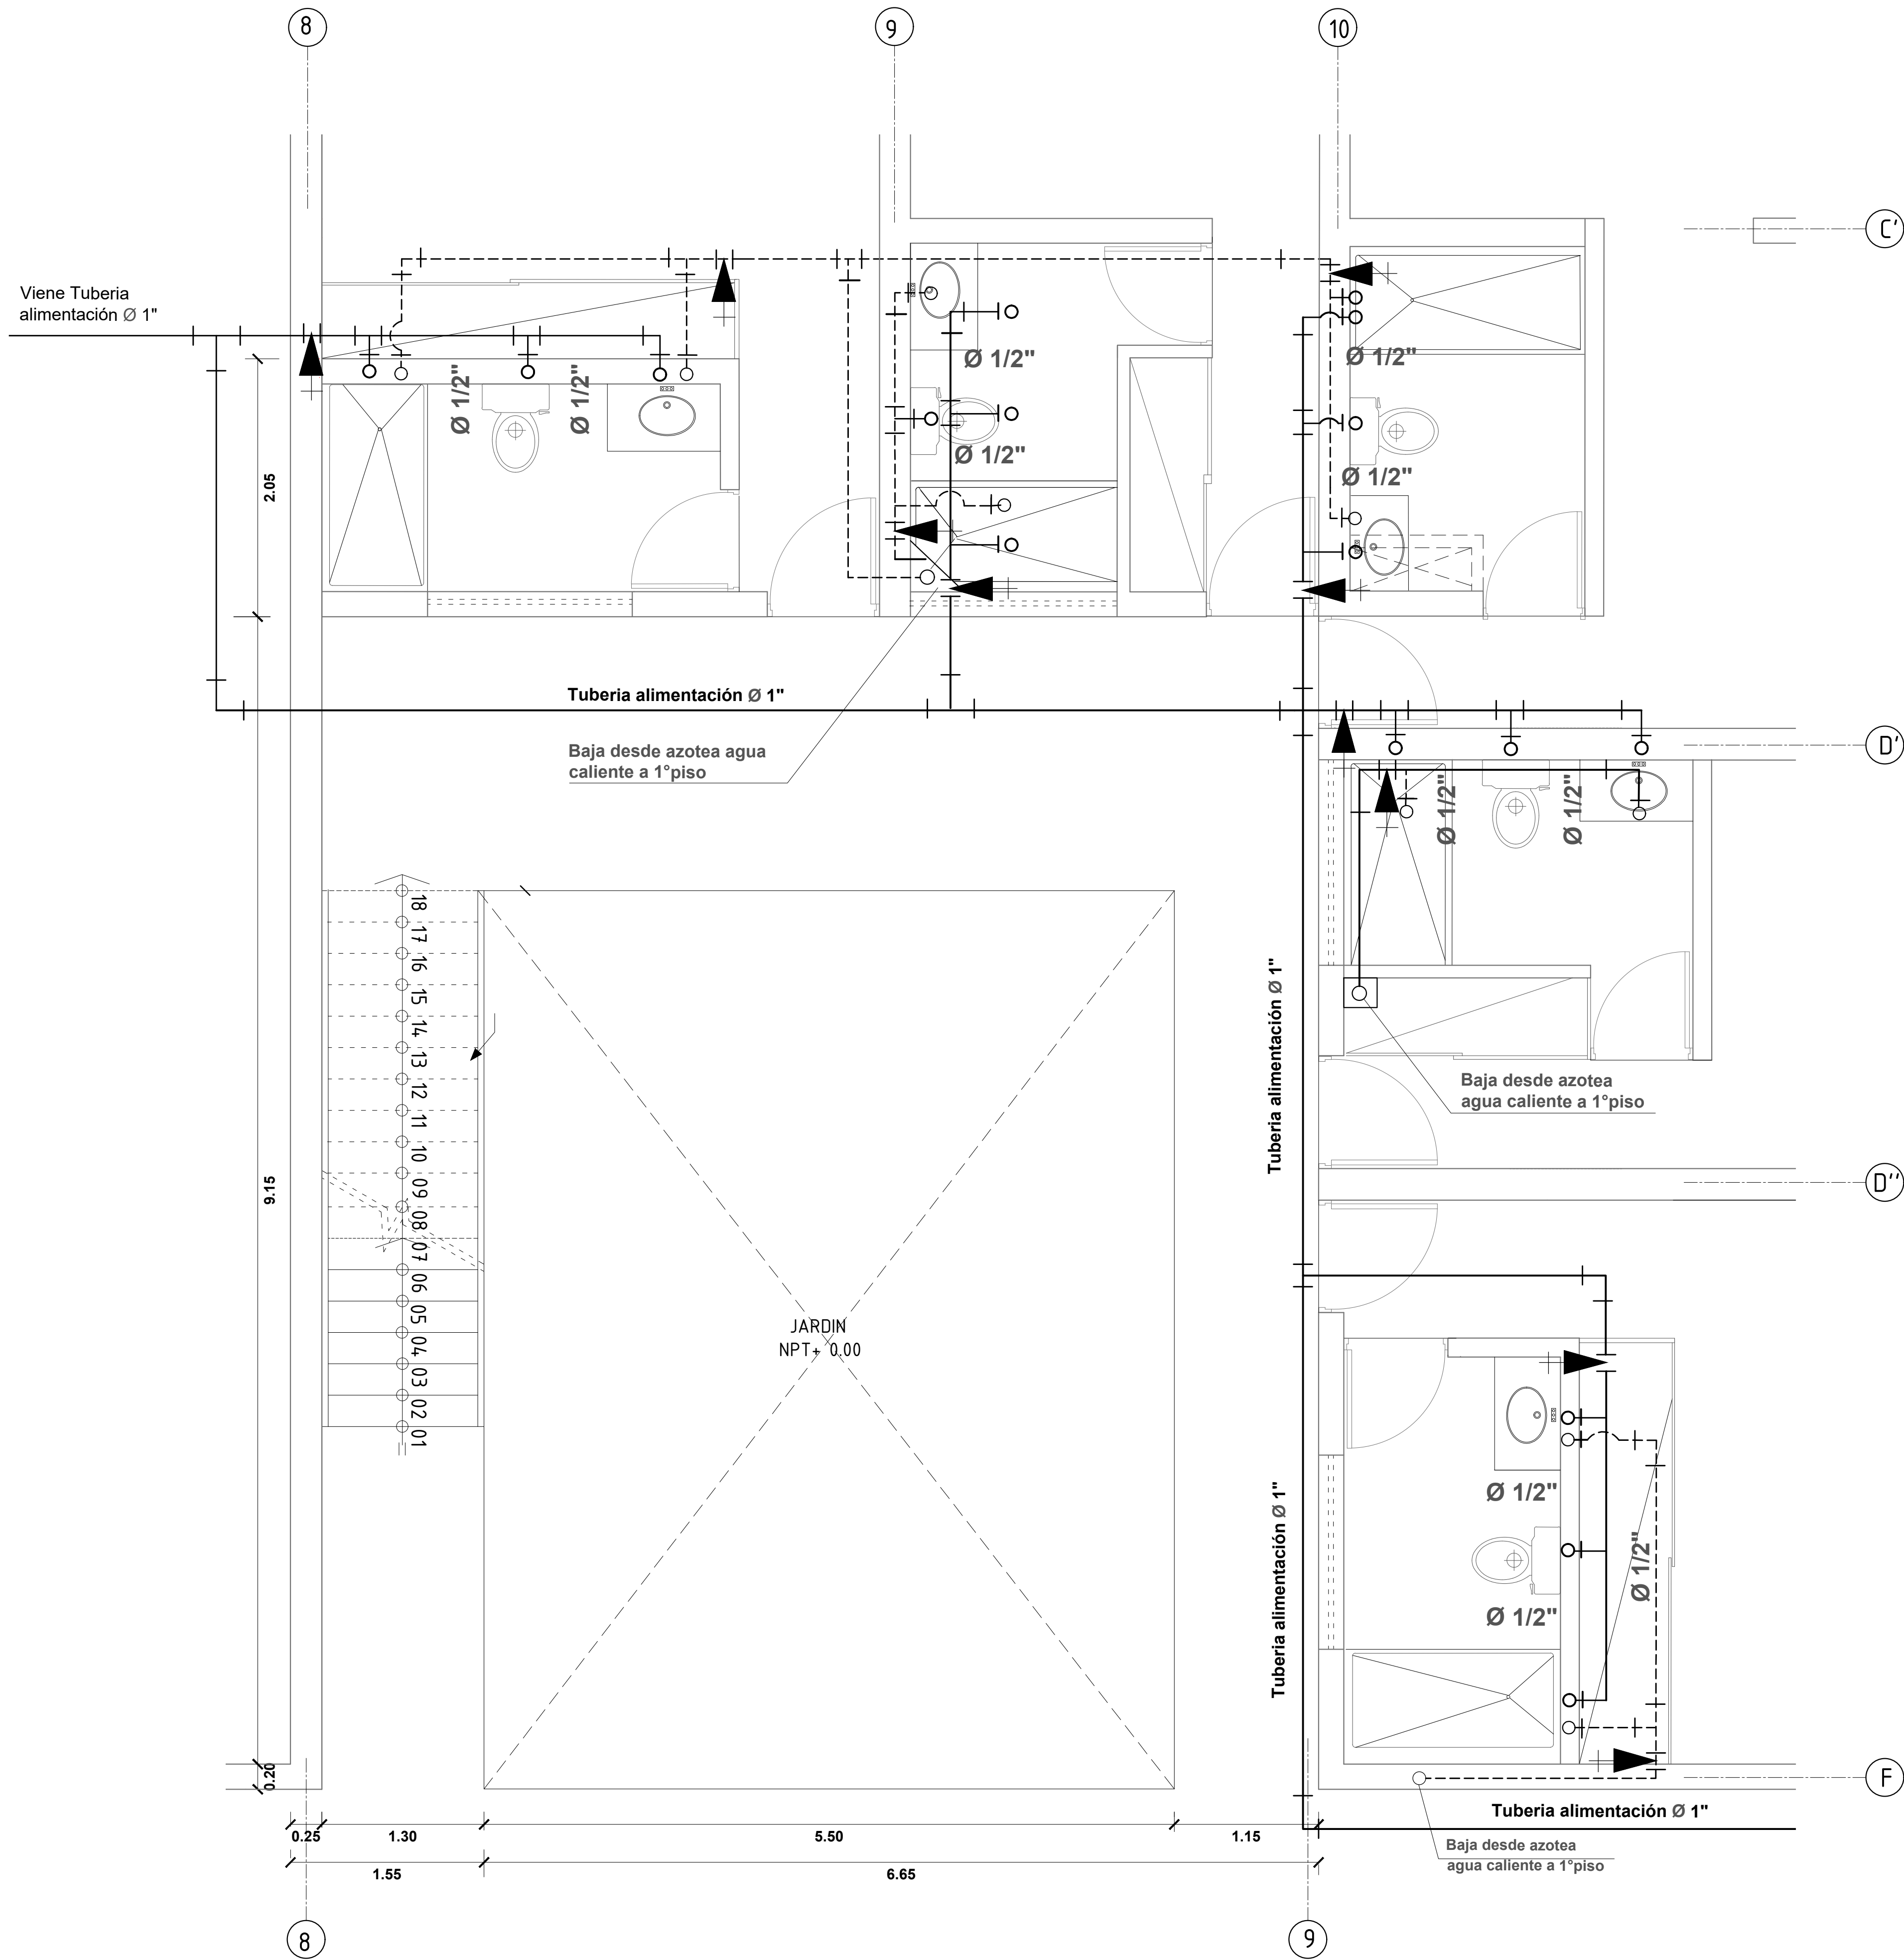 8
9
10
C'
Viene Tuberia
alimentación Ø 1"
Ø 1/2"
Ø 1/2"
Ø 1/2"
Ø 1/2"
Ø 1/2"
Ø 1/2"
2.05
Tuberia alimentación Ø 1"
Baja desde azotea agua
caliente a 1°piso
D'
Ø 1/2"
Ø 1/2"
18
17
16
15
14
13
12
11
10
09
08
07
06
05
04
03
02
01
Tuberia alimentación Ø 1"
Baja desde azotea
agua caliente a 1°piso
9.15
D''
JARDIN
NPT+ 0.00
Ø 1/2"
Ø 1/2"
Ø 1/2"
Tuberia alimentación Ø 1"
0.20
F
Tuberia alimentación Ø 1"
0.25
1.30
5.50
1.15
Baja desde azotea
agua caliente a 1°piso
1.55
6.65
8
9